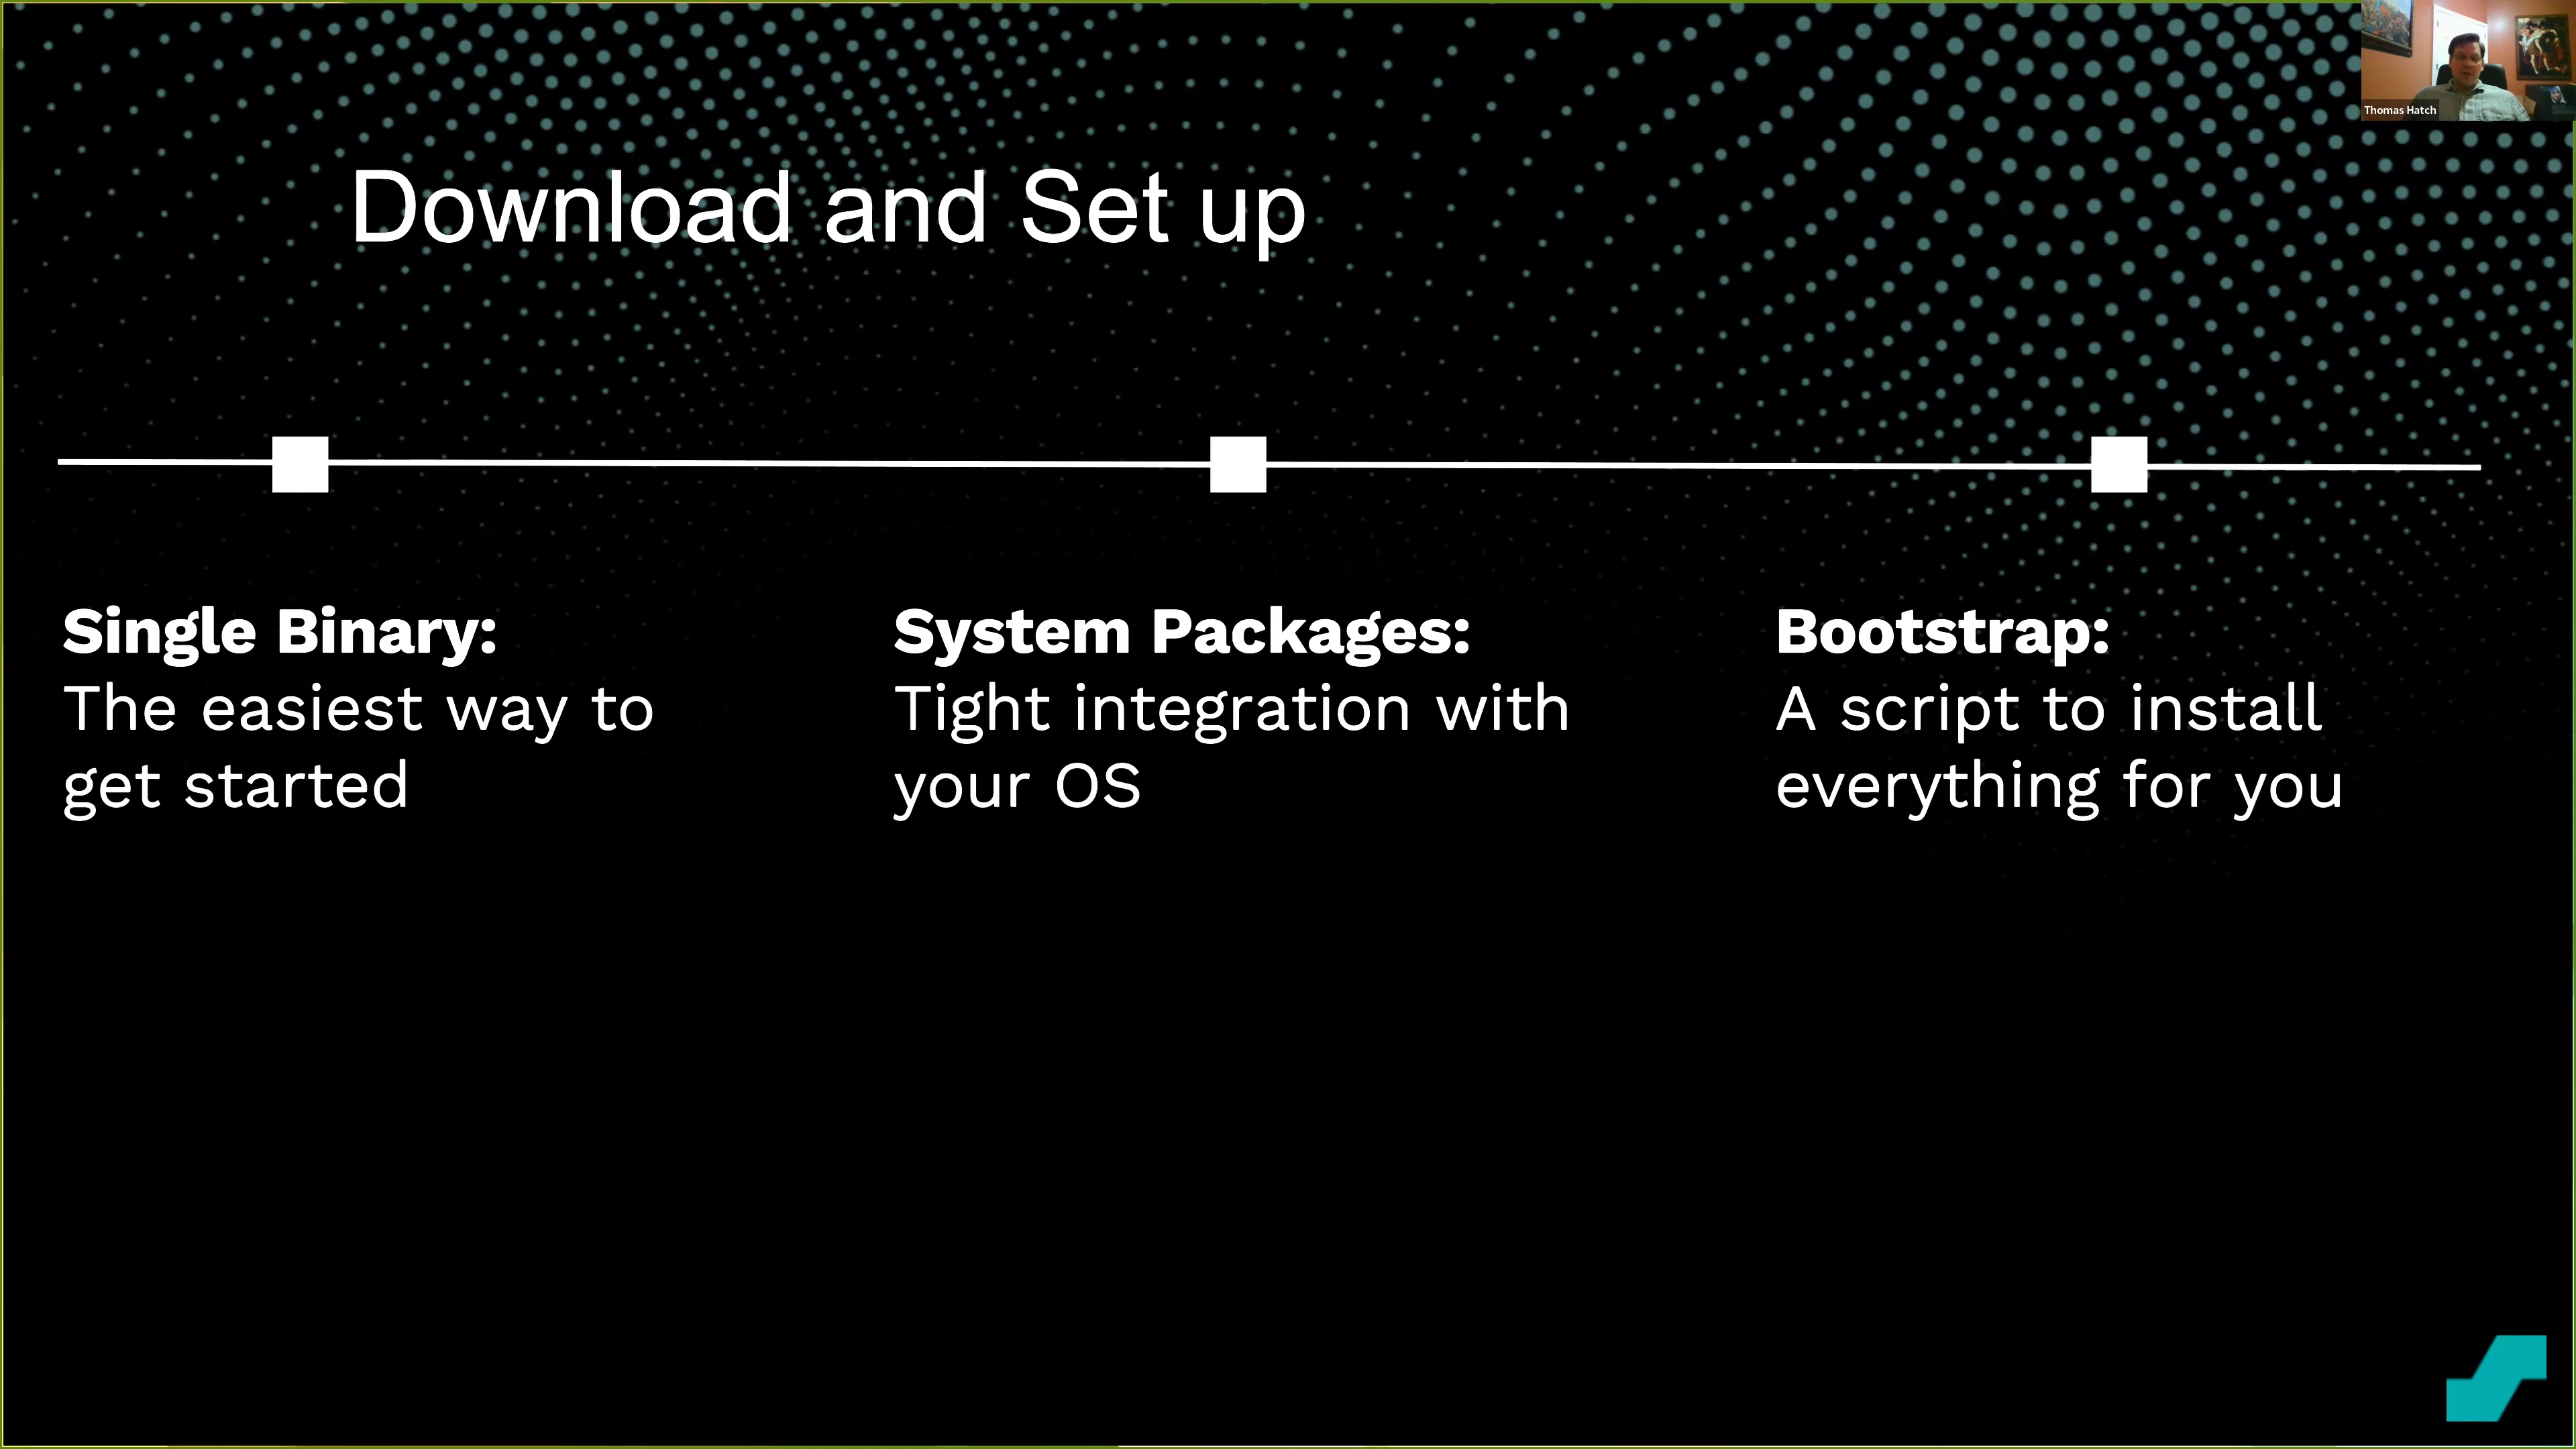 Thomas Hatch
Download and Set up
Single Binary:
The easiest way to
get started
System Packages:
Tight integration with
your OS
Bootstrap:
A script to install
everything for you